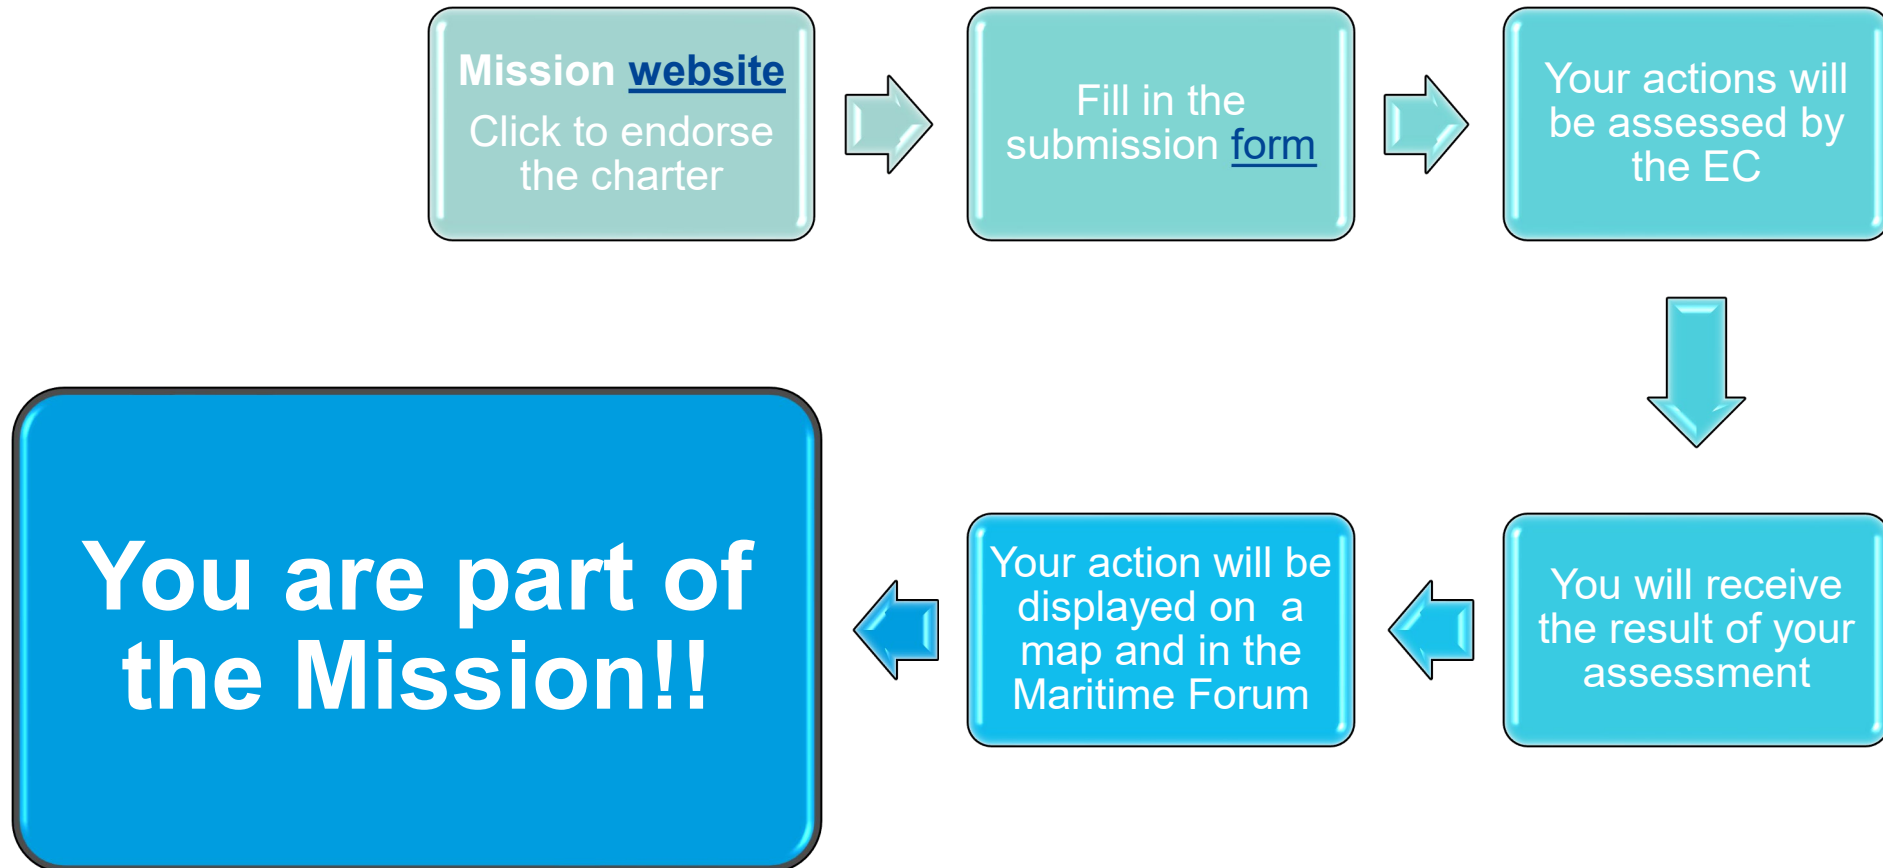 Mission website
Click to endorse
the charter
Fill in the
submission form
Your actions will
be assessed by
the EC
You will receive
the result of your
assessment
Your action will be
displayed on  a
map and in the
Maritime Forum
You are part of
the Mission!!